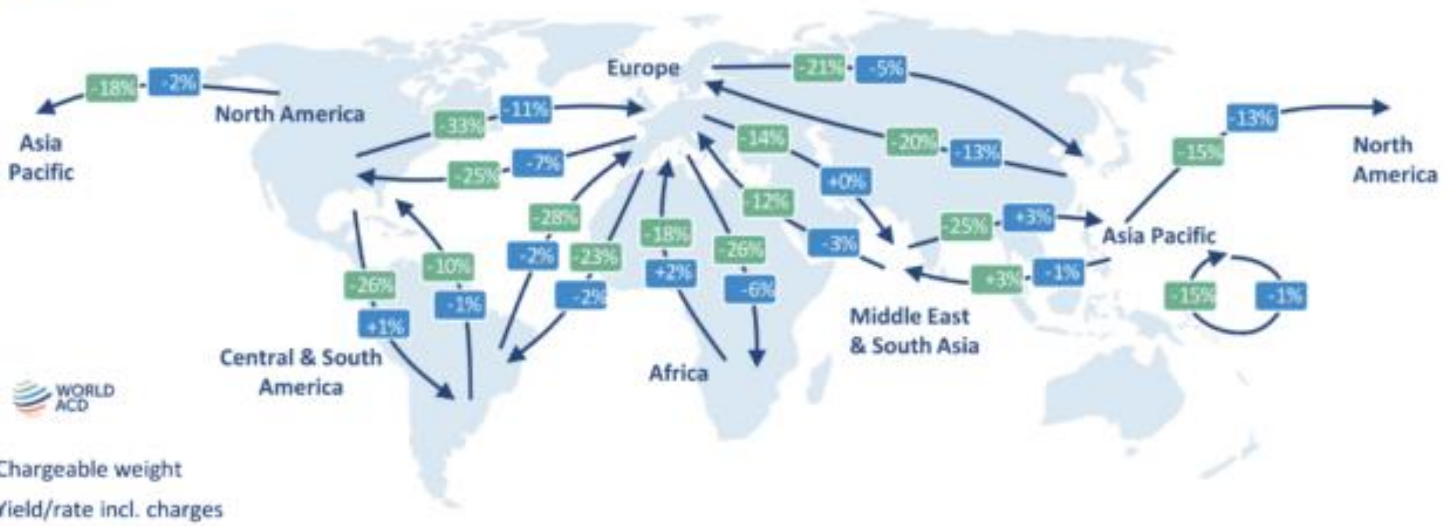 Europe
-21%
-5%
-18%
-2%
North America
-11%
-33%
Asia
Pacific
-14%
-20%
-13%
-13%
-15%
North
America
-25%
-7%
+0%
-12%
-28%
-2%
-23%
-2%
-18%
+2%
-26%
-6%
-3%
-25%
+3%
Asia Pacific
+3%
-1%
-15%
-1%
-10%
-1%
-26%
+1%
Middle East
& South Asia
Central & South
America
Africa
WORLD
ACD
Chargeable weight
Yield/rate incl. charges